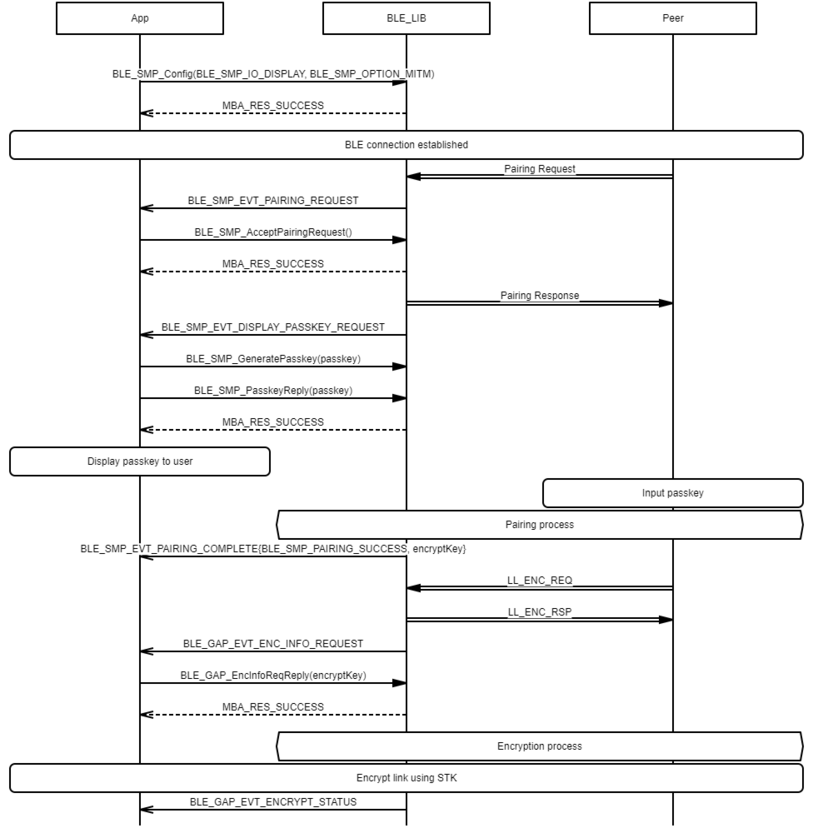 App
BLE_LIB
Peer
BLE_SMP_Config(BLE_SMP_IO_DISPLAY, BLE_SMP_OPTION_MITM)
MBA_RES_SUCCESS
BLE connection established
Pairing Request
BLE_SMP_EVT_PAIRING_REQUEST
BLE_SMP_AcceptPairingRequest()
MBA_RES_SUCCESS
Pairing Response
BLE_SMP_EVT_DISPLAY_PASSKEY_REQUEST
BLE_SMP_GeneratePasskey(passkey)
BLE_SMP_PasskeyReply(passkey)
MBA_RES_SUCCESS
Display passkey to user
Input passkey
Pairing process
BLE_SMP_EVT_PAIRING_COMPLETE{BLE_SMP_PAIRING_SUCCESS, encryptKey}
LL_ENC_REQ
LL_ENC_RSP
BLE_GAP_EVT_ENC_INFO_REQUEST
BLE_GAP_EncInfoReqReply(encryptKey)
MBA_RES_SUCCESS
Encryption process
Encrypt link using STK
BLE_GAP_EVT_ENCRYPT_STATUS